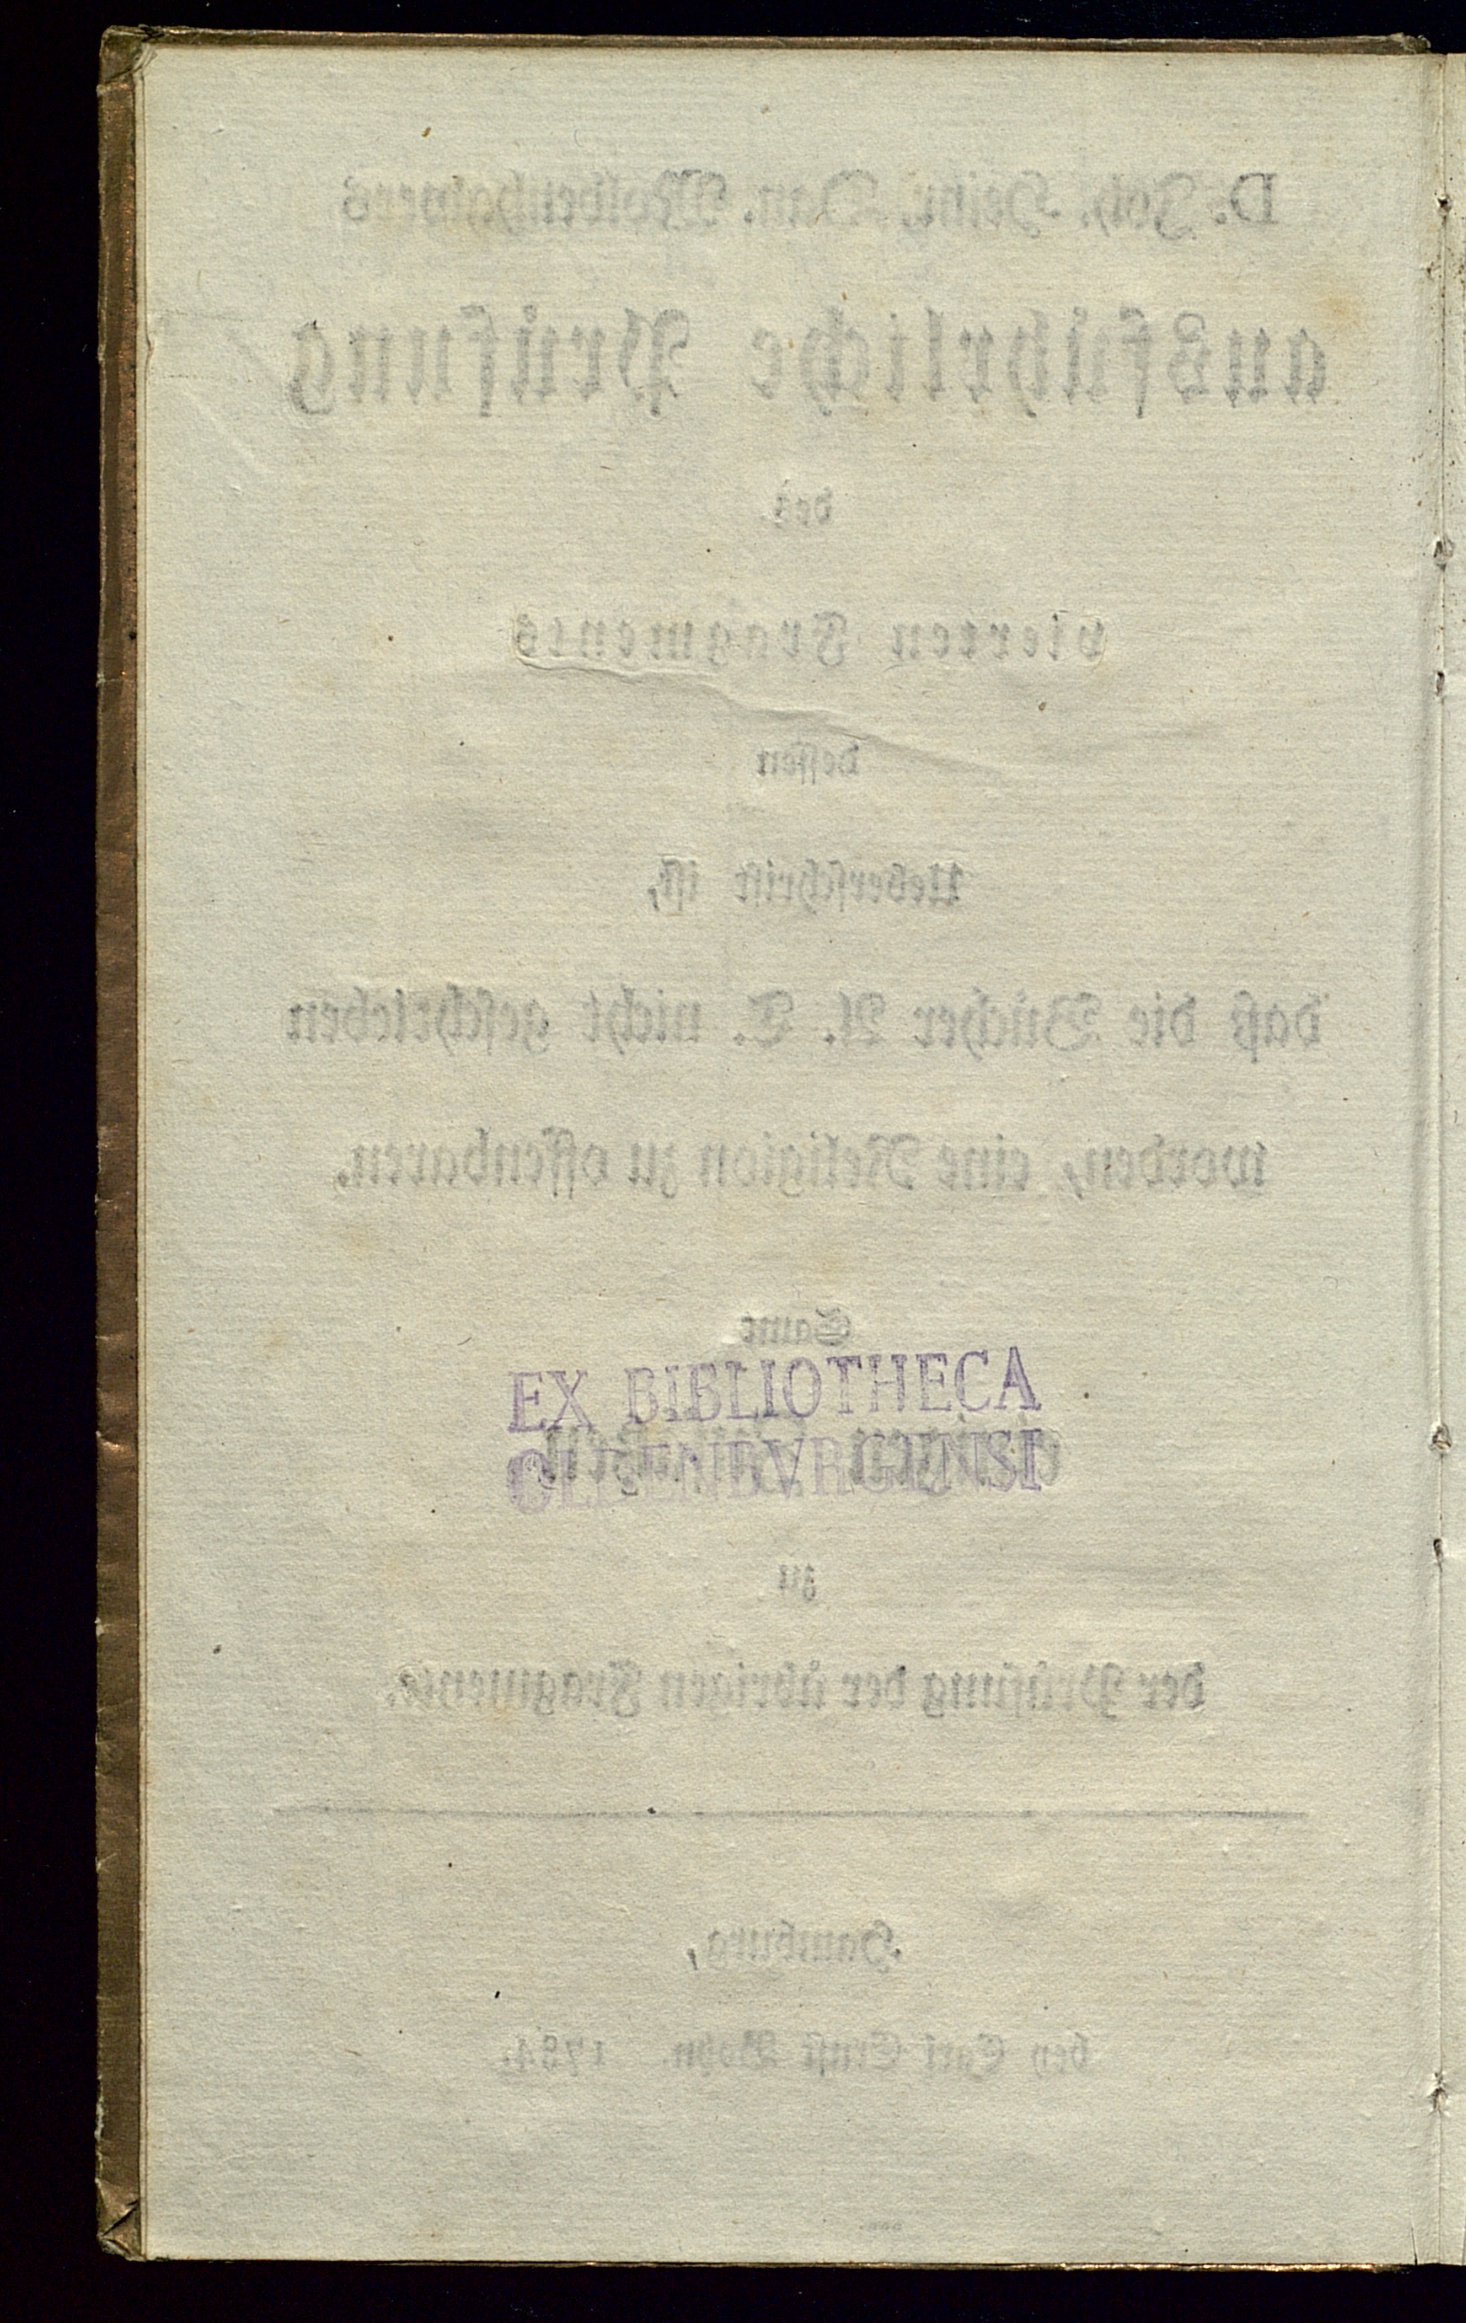 D. Joh. Heinr. Dan. Moldenhawers
ausführliche Prüfung
des
vierten Fragments
dessen
Ueberschrift ist,
daß die Bücher A. T. nicht geschrieben
worden, eine Religion zu offenbaren.
Samt
EX BIBLIOTHECA
OLDENBVRGENSI
zu
der Prüfung der übrigen Fragmente.
Hamburg,
bey Carl Ernst Bohn. 1784.